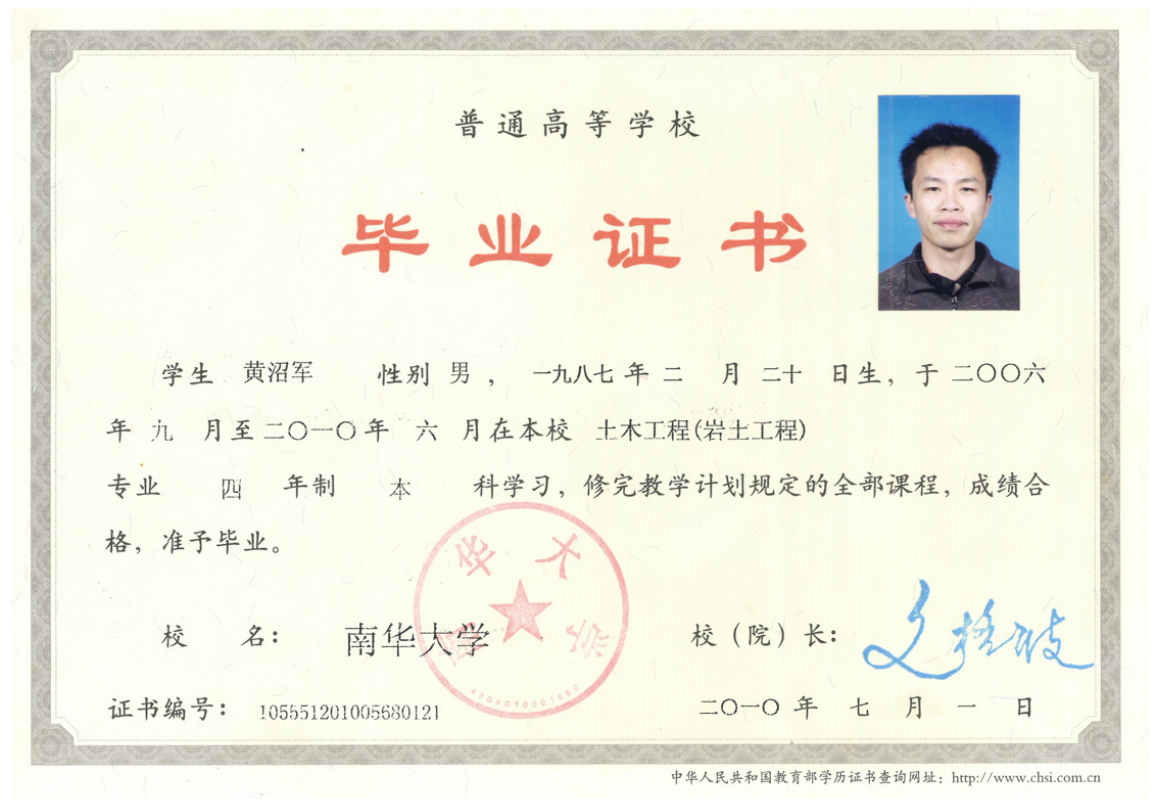 普通高等学校
毕业证书
学生 黄沼军 性别 男 ， 一九八七 年 二 月 二十 日生，于 二〇〇六
年 九 月至 二〇一〇 年 六 月在本校 土木工程(岩土工程)
专业 四 年制 本 科学习，修完教学计划规定的全部课程，成绩合
格，准予毕业。
南华大学
校 名： 南华大学
校（院）长：
证书编号： 105551201005680121
二〇一〇 年 七 月 一 日
中华人民共和国教育部学历证书查询网址：http://www.chsi.com.cn